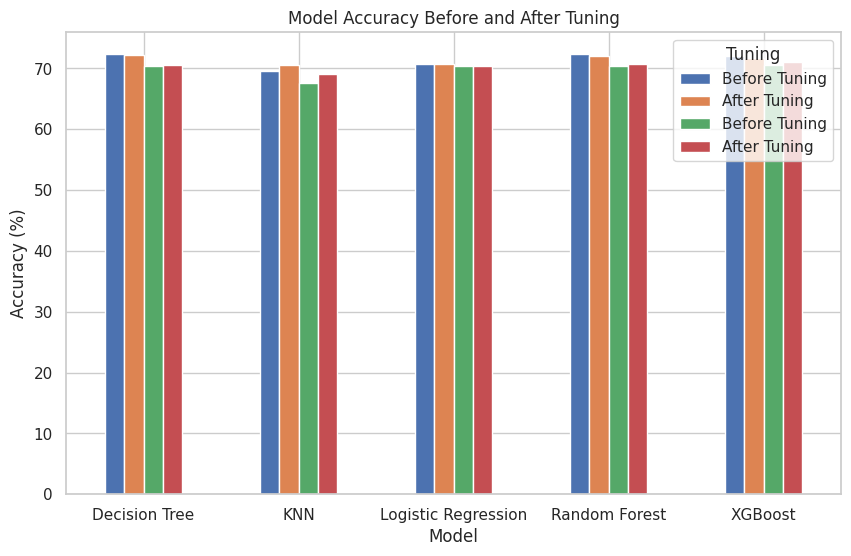 Model Accuracy Before and After Tuning
Tuning
Before Tuning
After Tuning
Before Tuning
After Tuning
Accuracy (%)
70
60
50
40
30
20
10
0
Decision Tree
KNN
Logistic Regression
Random Forest
XGBoost
Model